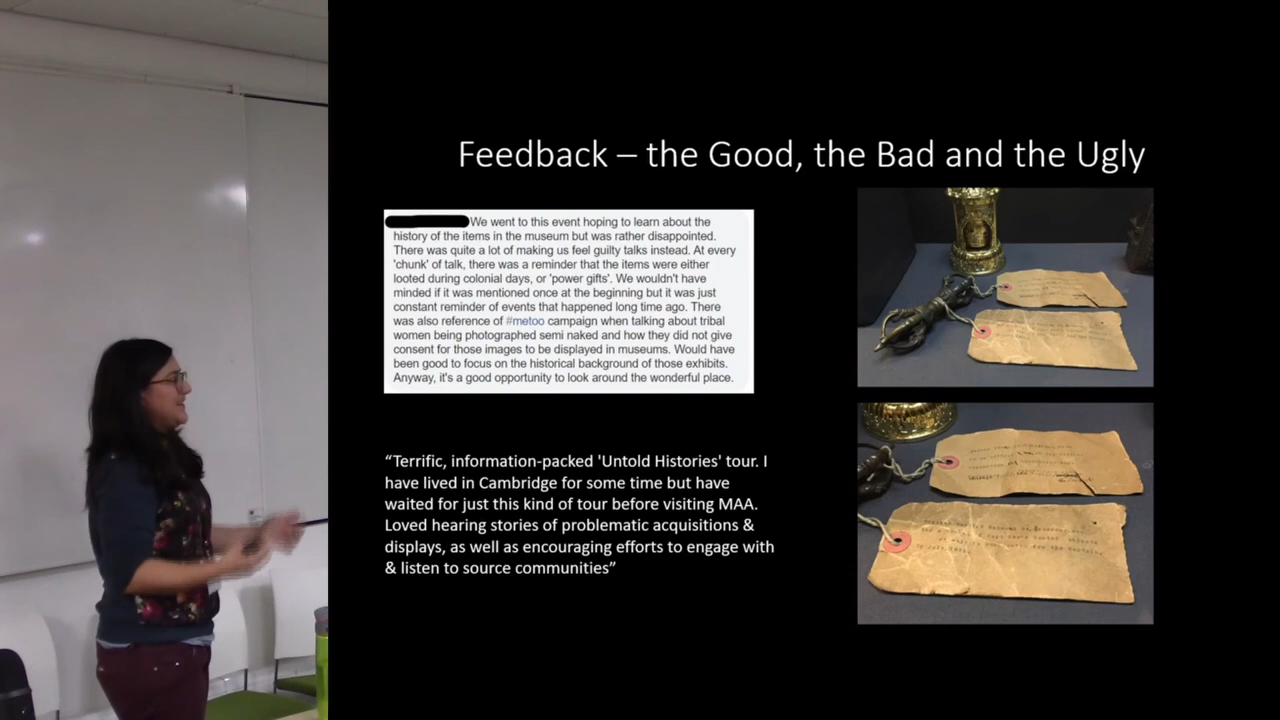 Feedback – the Good, the Bad and the Ugly
We went to this event hoping to learn about the
history of the items in the museum but was rather disappointed.
There was quite a lot of making us feel guilty talks instead. At every
'chunk' of talk, there was a reminder that the items were either
looted during colonial days, or 'power gifts'. We wouldn't have
minded if it was mentioned once at the beginning but it was just
constant reminder of events that happened long time ago. There
was also reference of #metoo campaign when talking about tribal
women being photographed semi naked and how they did not give
consent for those images to be displayed in museums. Would have
been good to focus on the historical background of those exhibits.
Anyway, it's a good opportunity to look around the wonderful place.
“Terrific, information-packed 'Untold Histories' tour. I
have lived in Cambridge for some time but have
waited for just this kind of tour before visiting MAA.
Loved hearing stories of problematic acquisitions &
displays, as well as encouraging efforts to engage with
& listen to source communities”